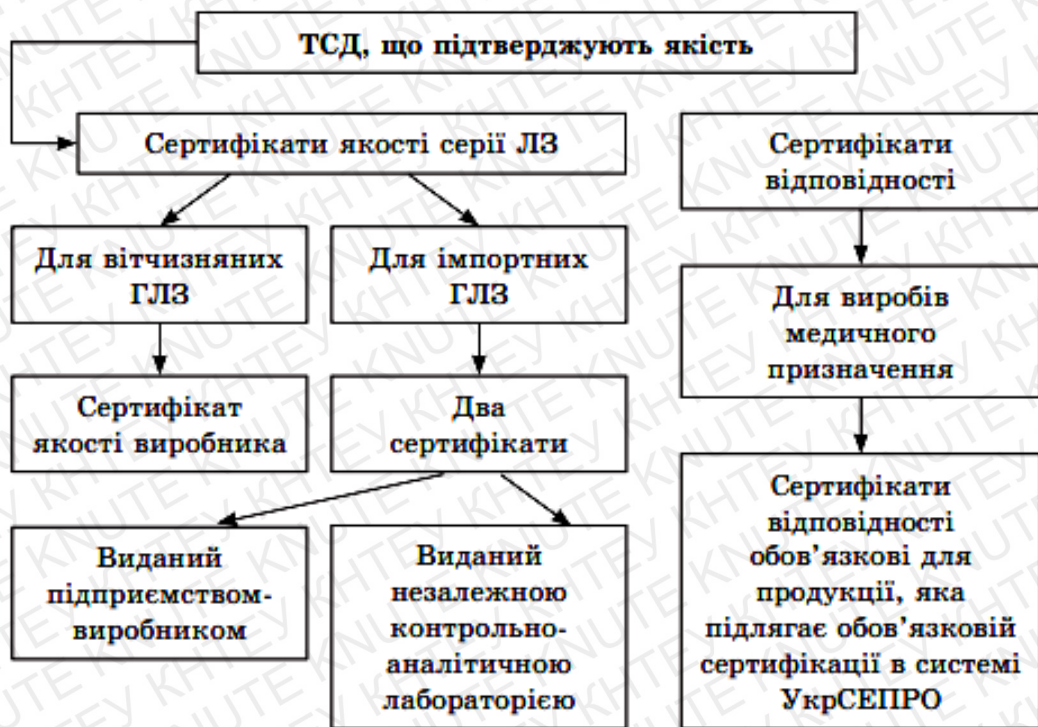 ТСД, що підтверджують якість
Сертифікати якості серії ЛЗ
Сертифікати
відповідності
Для вітчизняних
ГЛЗ
Для імпортних
ГЛЗ
Для виробів
медичного
призначення
Сертифікат
якості виробника
Два
сертифікати
Сертифікати
відповідності
обов’язкові для
продукції, яка
підлягає обов’язковій
сертифікації в системі
УкрСЕПРО
Виданий
підприємством-
виробником
Виданий
незалежною
контрольно-
аналітичною
лабораторією